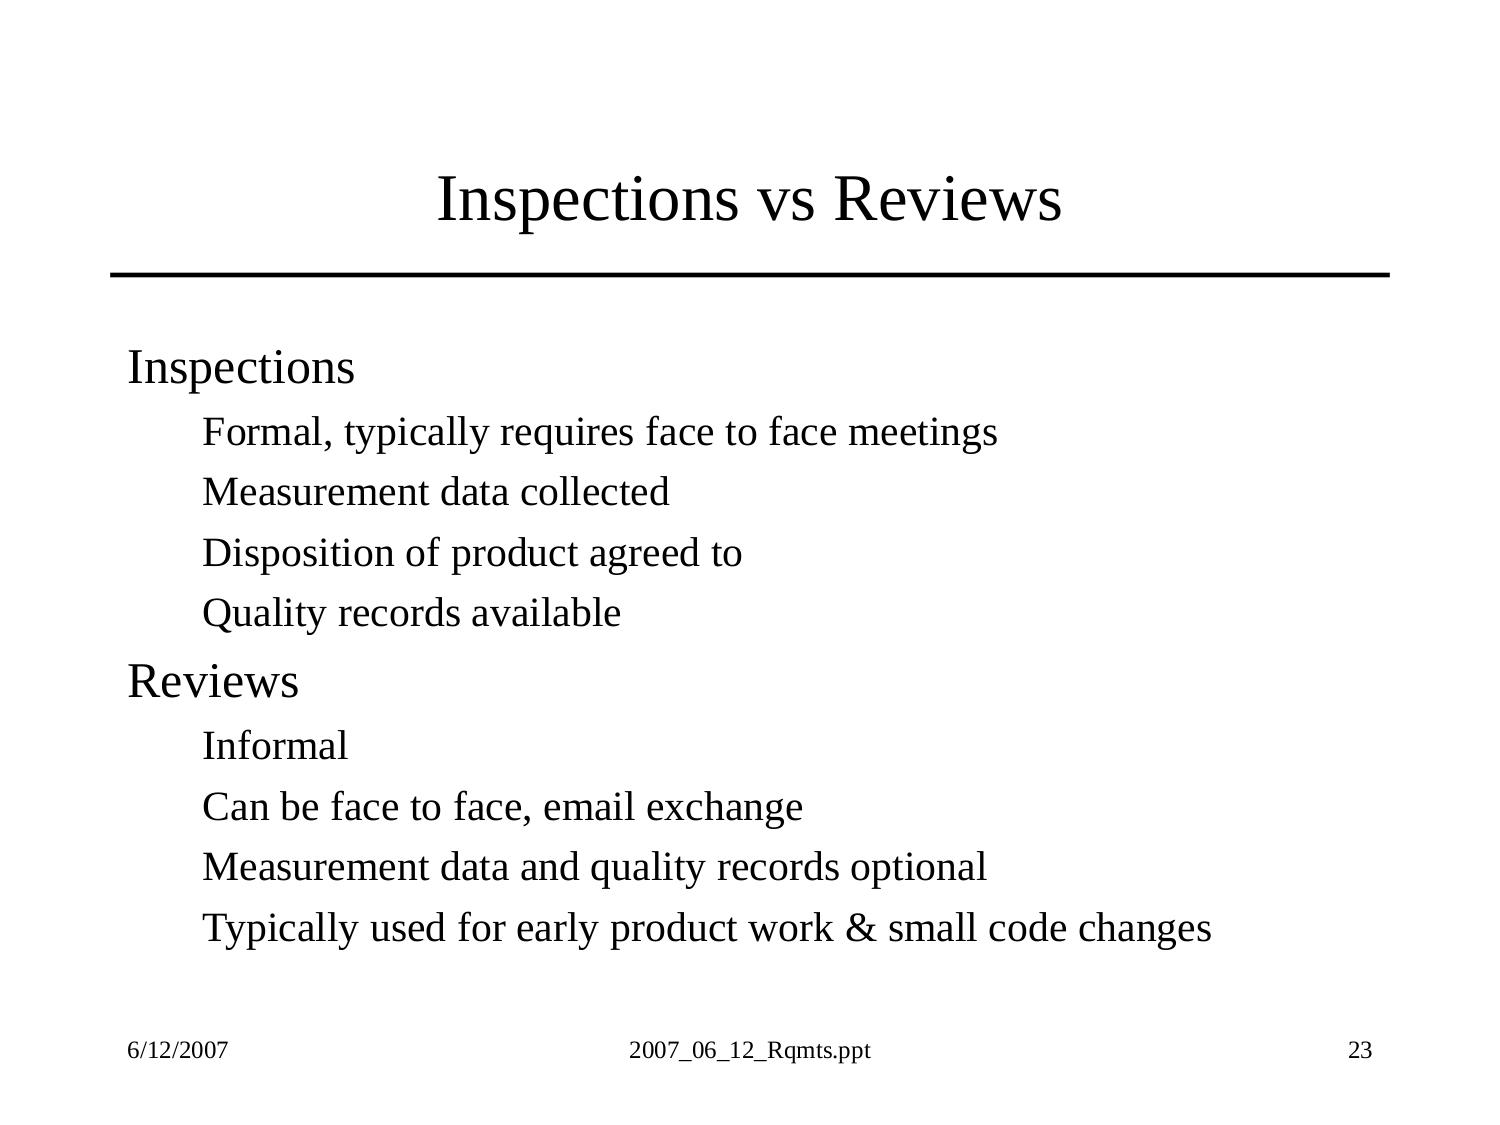 Inspections vs Reviews
Inspections
Formal, typically requires face to face meetings
Measurement data collected
Disposition of product agreed to
Quality records available
Reviews
Informal
Can be face to face, email exchange
Measurement data and quality records optional
Typically used for early product work & small code changes
6/12/2007
2007_06_12_Rqmts.ppt
23